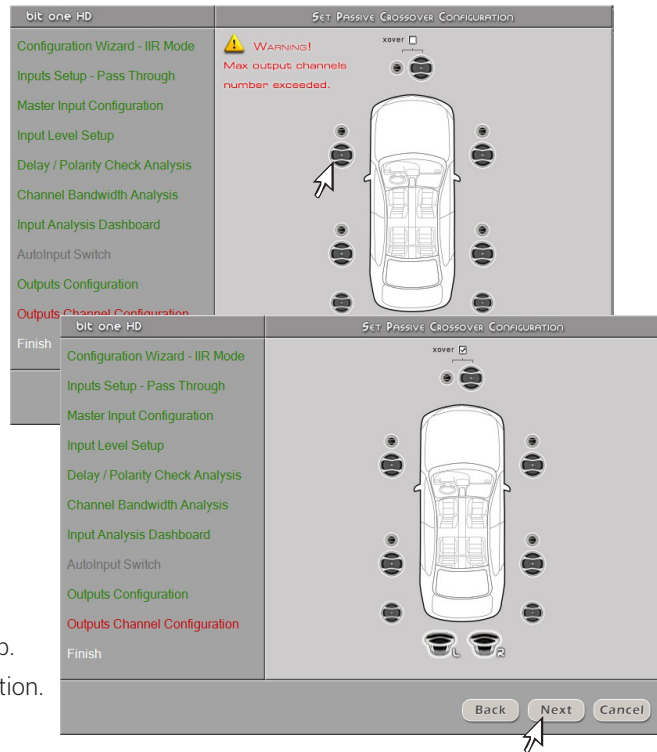 bit one HD
Set Passive Crossover Configuration
Configuration Wizard - IIR Mode
Inputs Setup - Pass Through
Master Input Configuration
Input Level Setup
Delay / Polarity Check Analysis
Channel Bandwidth Analysis
Input Analysis Dashboard
AutoInput Switch
Outputs Configuration
Outputs Channel Configuration
Finish
Warning!
Max output channels
number exceeded.
xover
bit one HD
Set Passive Crossover Configuration
Configuration Wizard - IIR Mode
Inputs Setup - Pass Through
Master Input Configuration
Input Level Setup
Delay / Polarity Check Analysis
Channel Bandwidth Analysis
Input Analysis Dashboard
AutoInput Switch
Outputs Configuration
Outputs Channel Configuration
Finish
xover
L R
Back Next Cancel
tion.